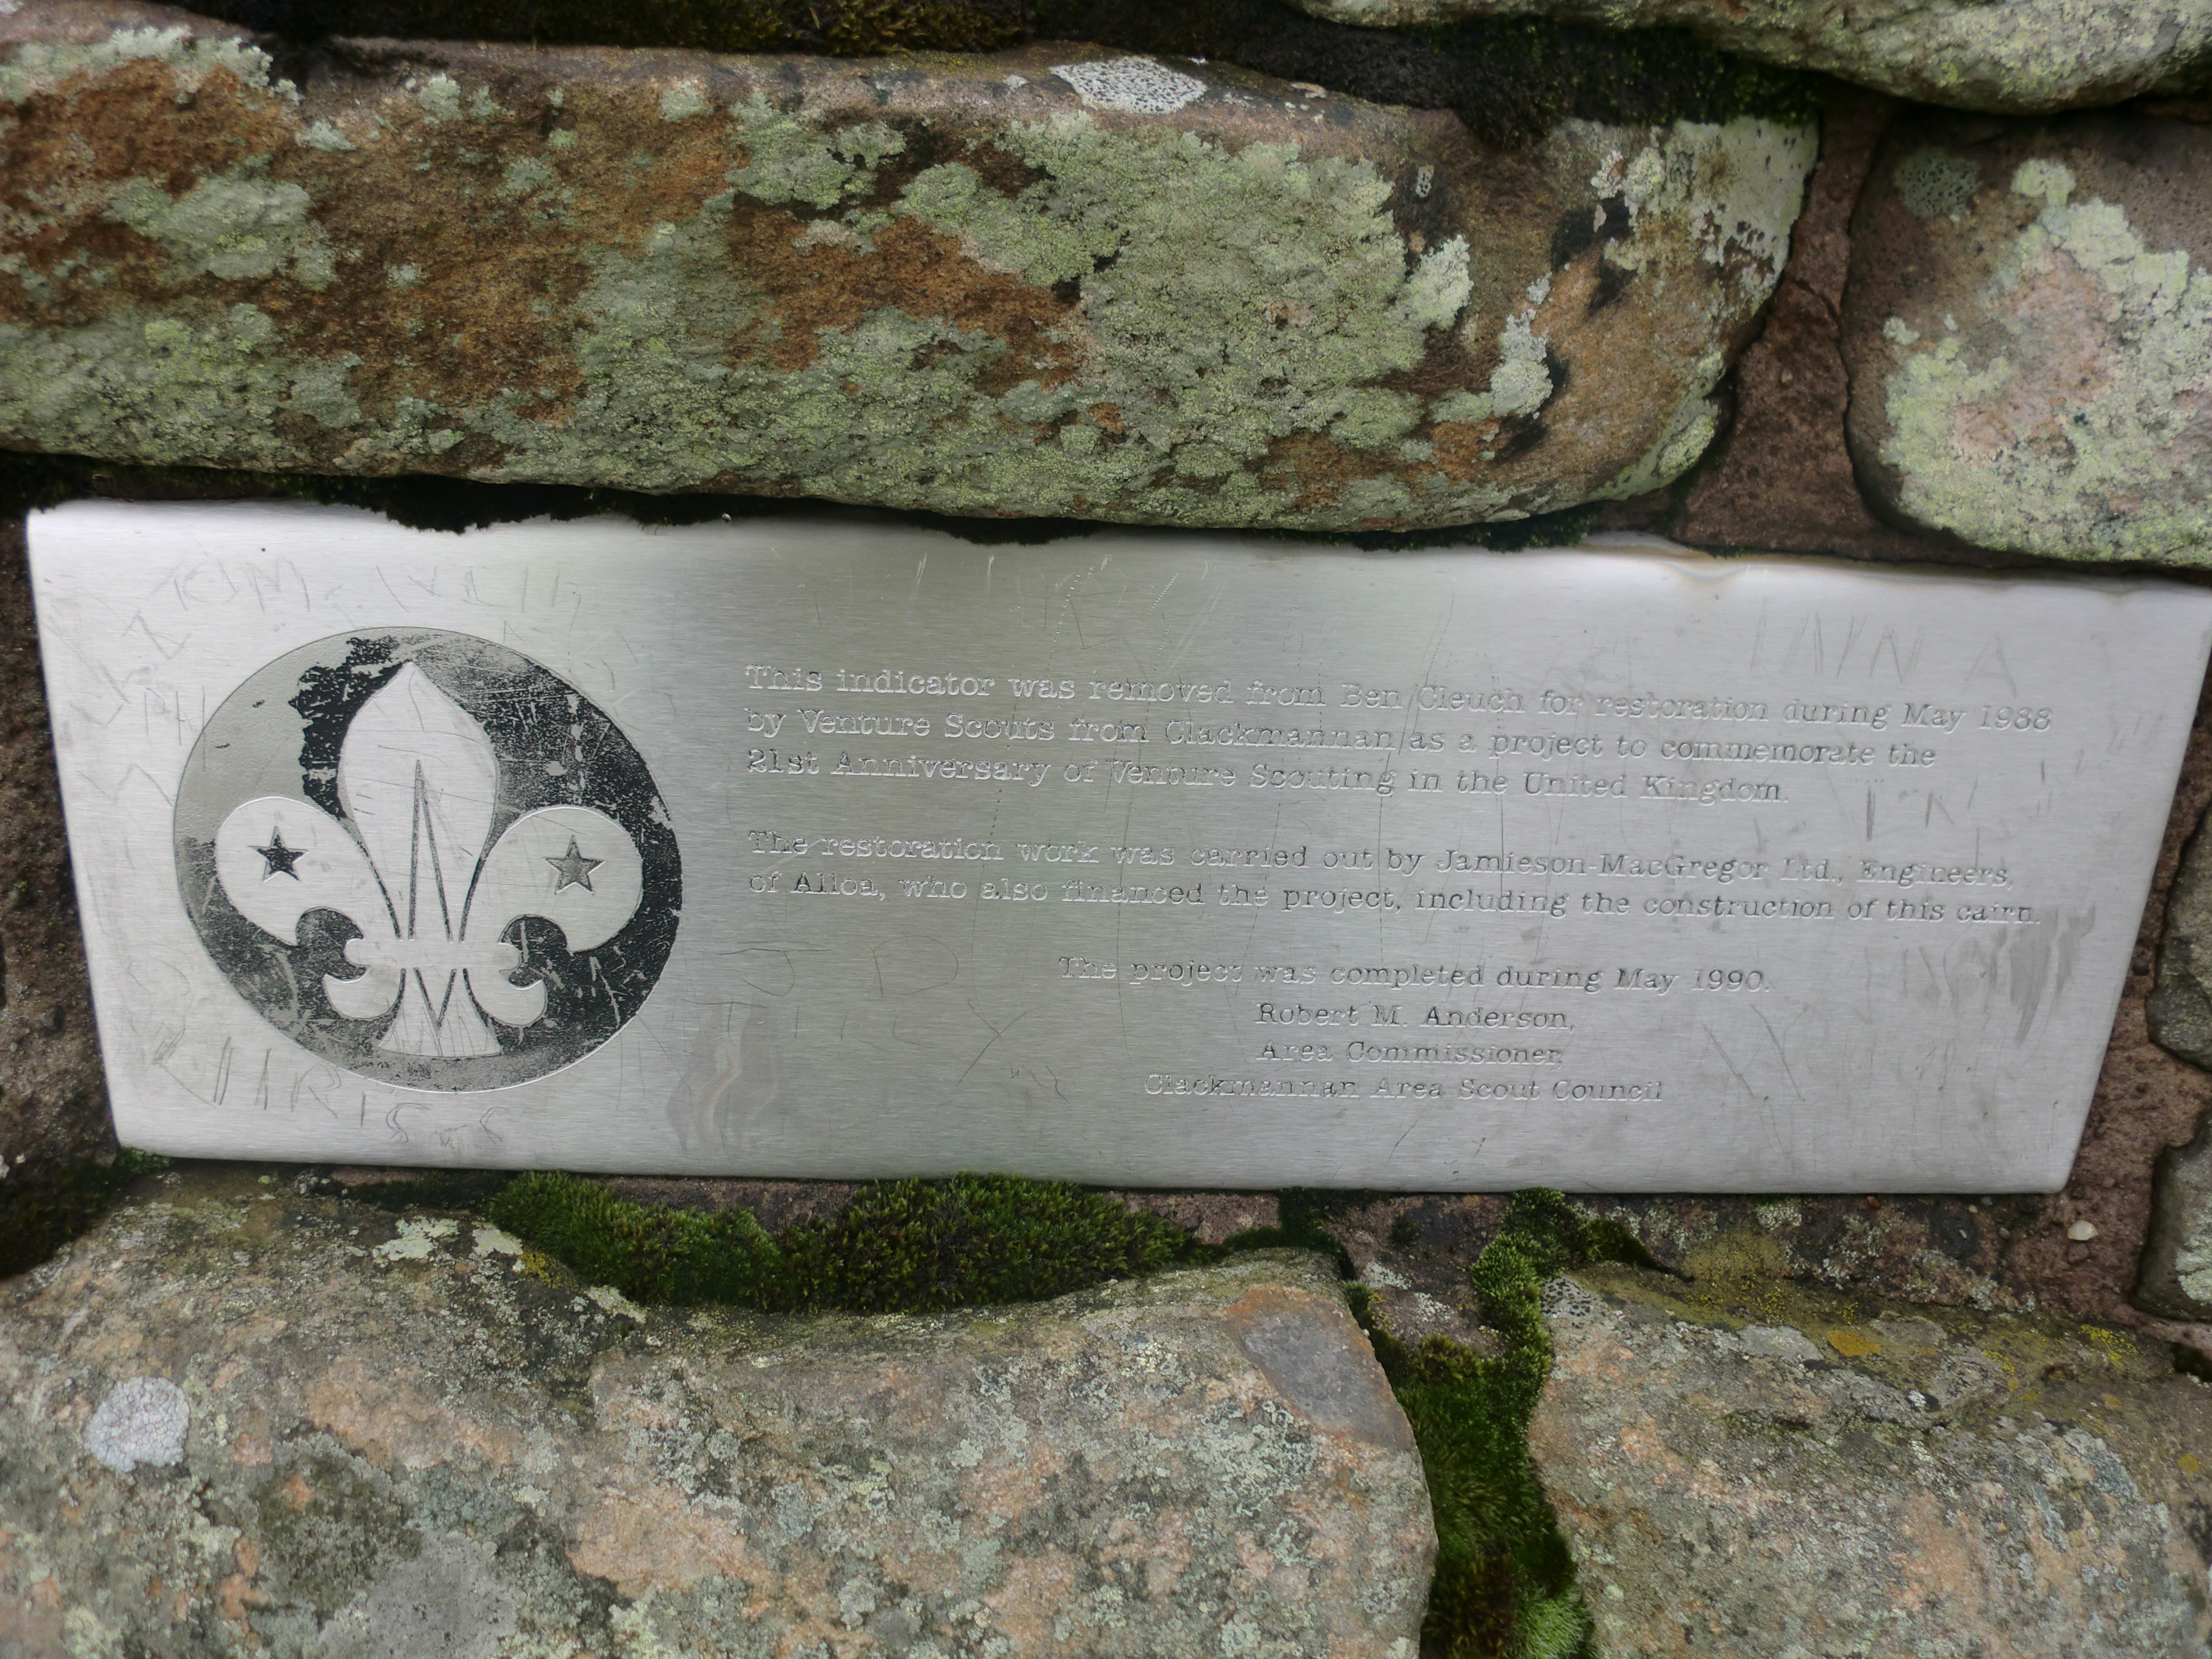 This indicator was removed from Ben Cleuch for restoration during May 1988
by Venture Scouts from Clackmannan as a project to commemorate the
21st Anniversary of Venture Scouting in the United Kingdom.
The restoration work was carried out by Jamieson-MacGregor Ltd., Engineers,
of Alloa, who also financed the project, including the construction of this cairn.
The project was completed during May 1990.
Robert M. Anderson,
Area Commissioner,
Clackmannan Area Scout Council